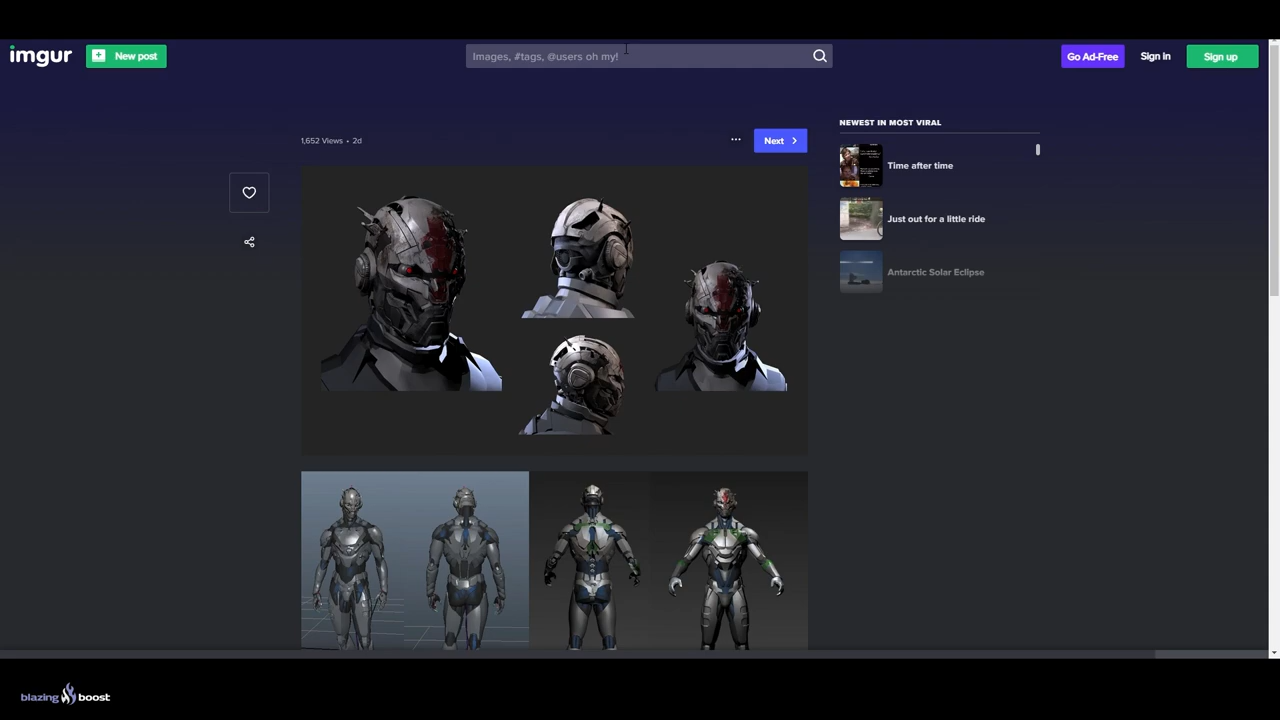 imgur
New post
Images, #tags, @users oh my!
Go Ad-Free
Sign in
Sign up
1,652 Views • 2d
Next
NEWEST IN MOST VIRAL
Time after time
Just out for a little ride
Antarctic Solar Eclipse
blazing boost